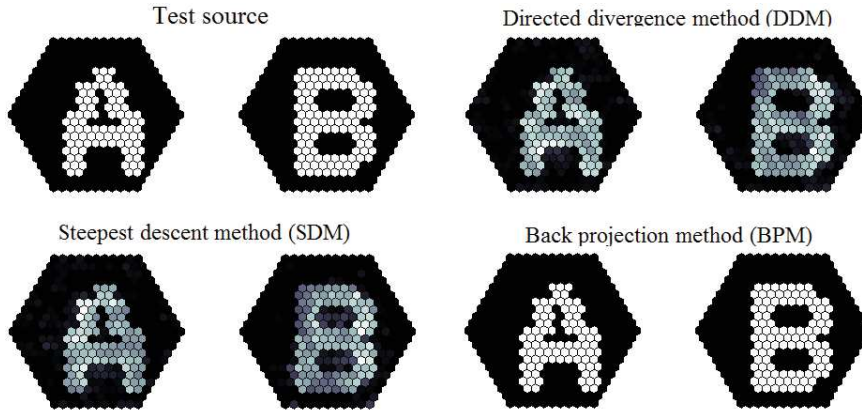 Test source
Directed divergence method (DDM)
A B
A B
Steepest descent method (SDM)
Back projection method (BPM)
A B
A B